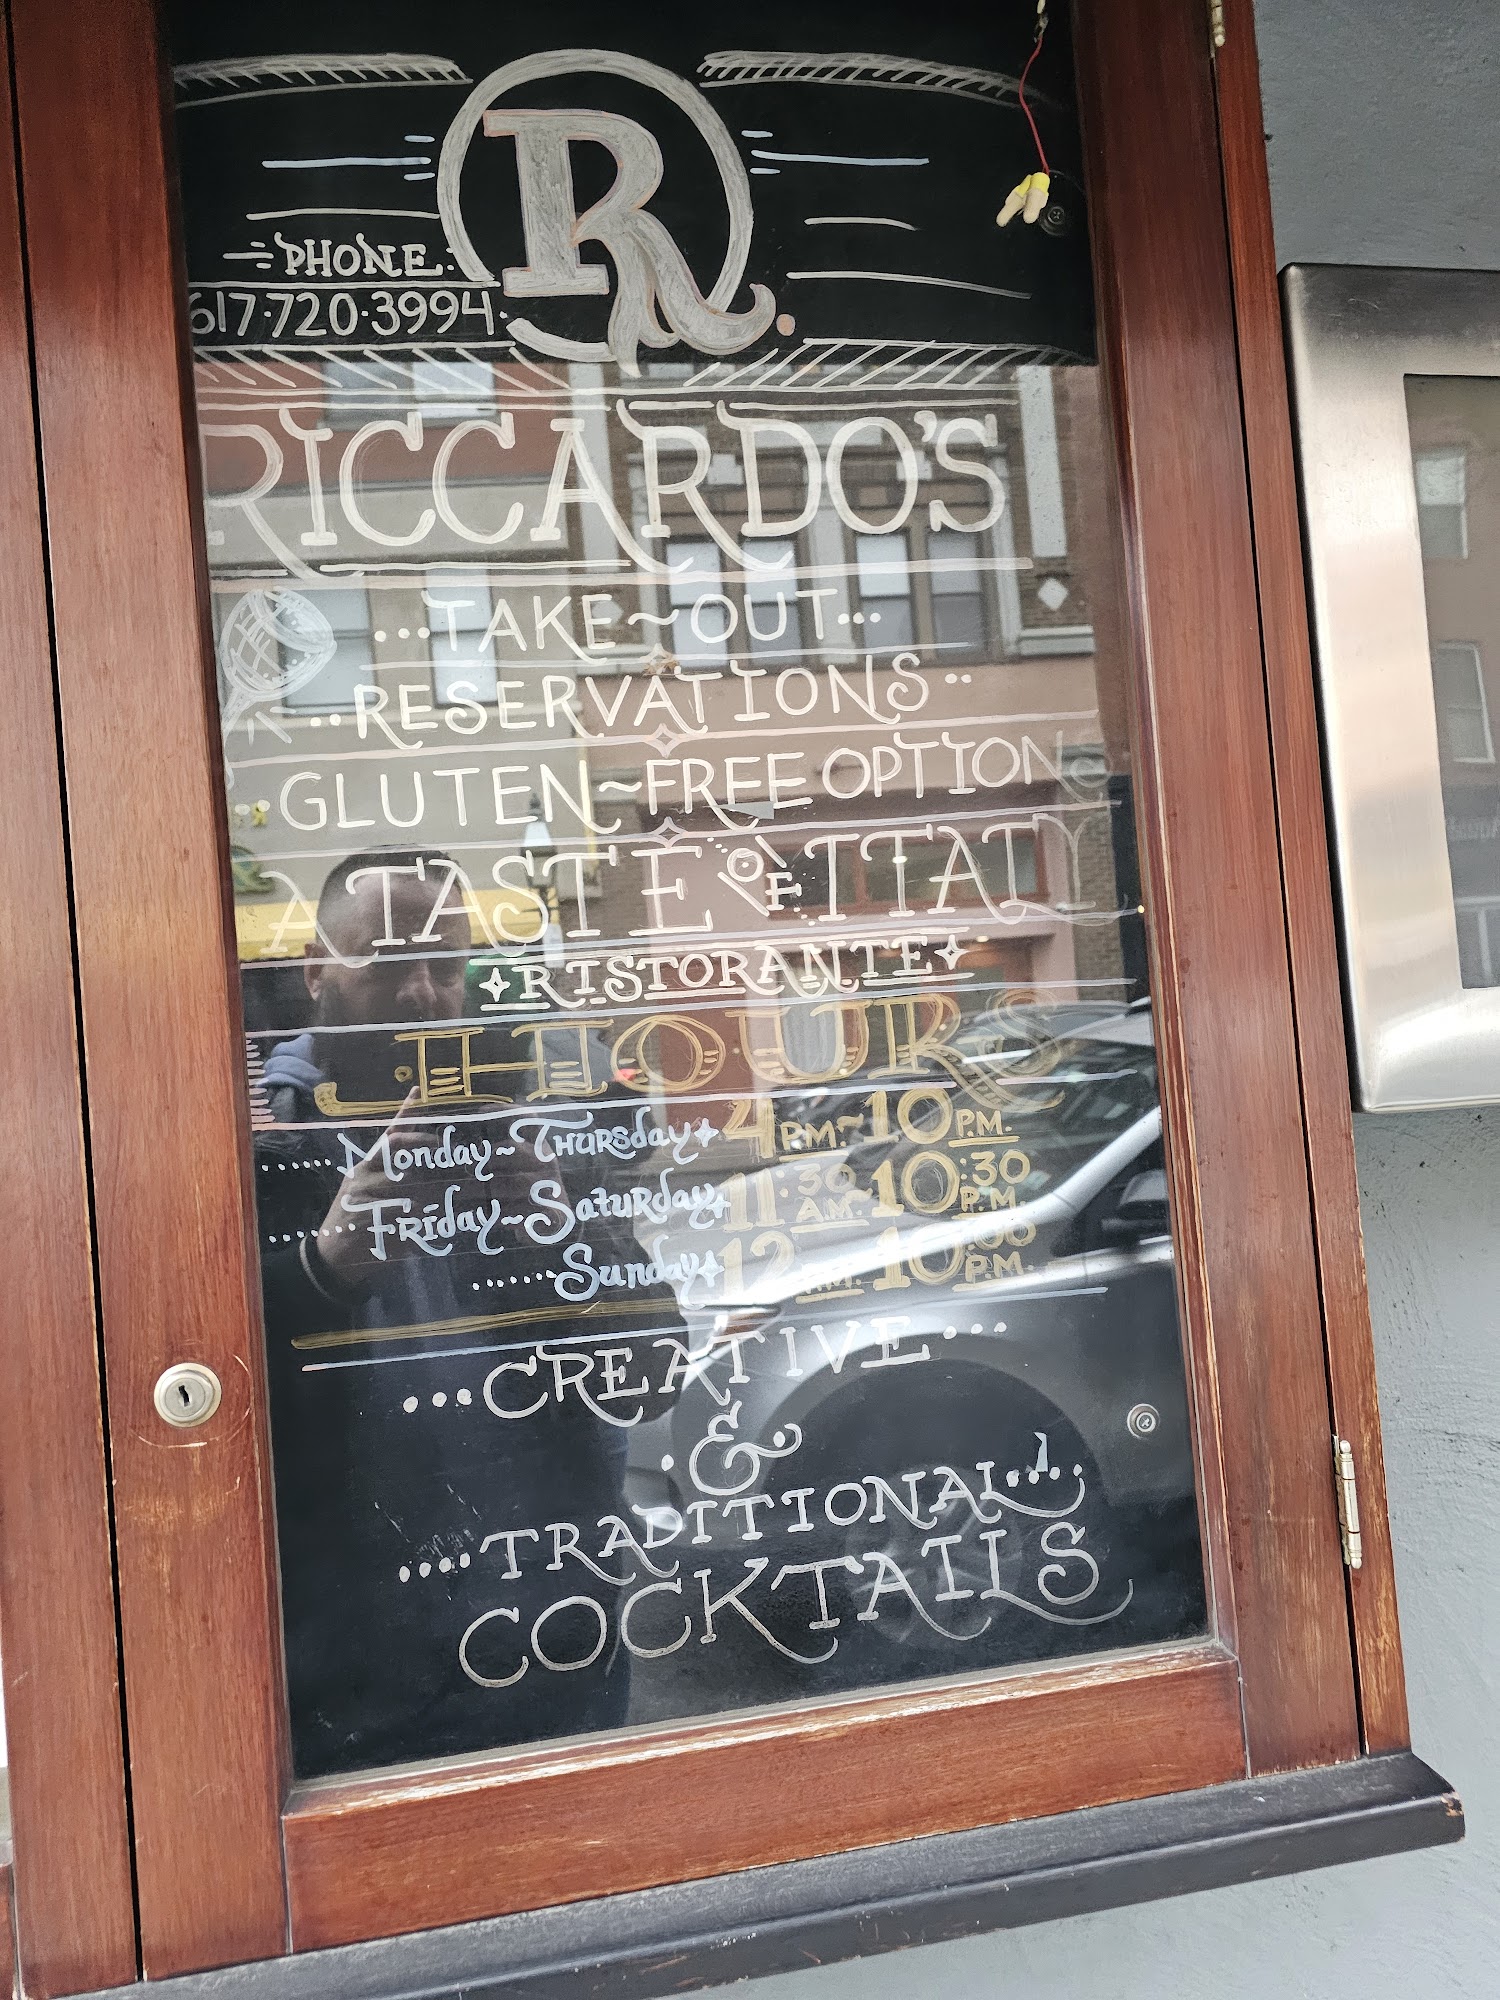 R.
PHONE
617·720·3994
RICCARDO'S
TAKE~OUT
RESERVATIONS
GLUTEN~FREE OPTION
A TASTE OF ITALY
RISTORANTE
HOURS
Monday~Thursday 4 P.M.~10 P.M.
Friday~Saturday 11:30 A.M.~10:30 P.M.
Sunday 12 10:00 P.M.
CREATIVE
&
TRADITIONAL
COCKTAILS